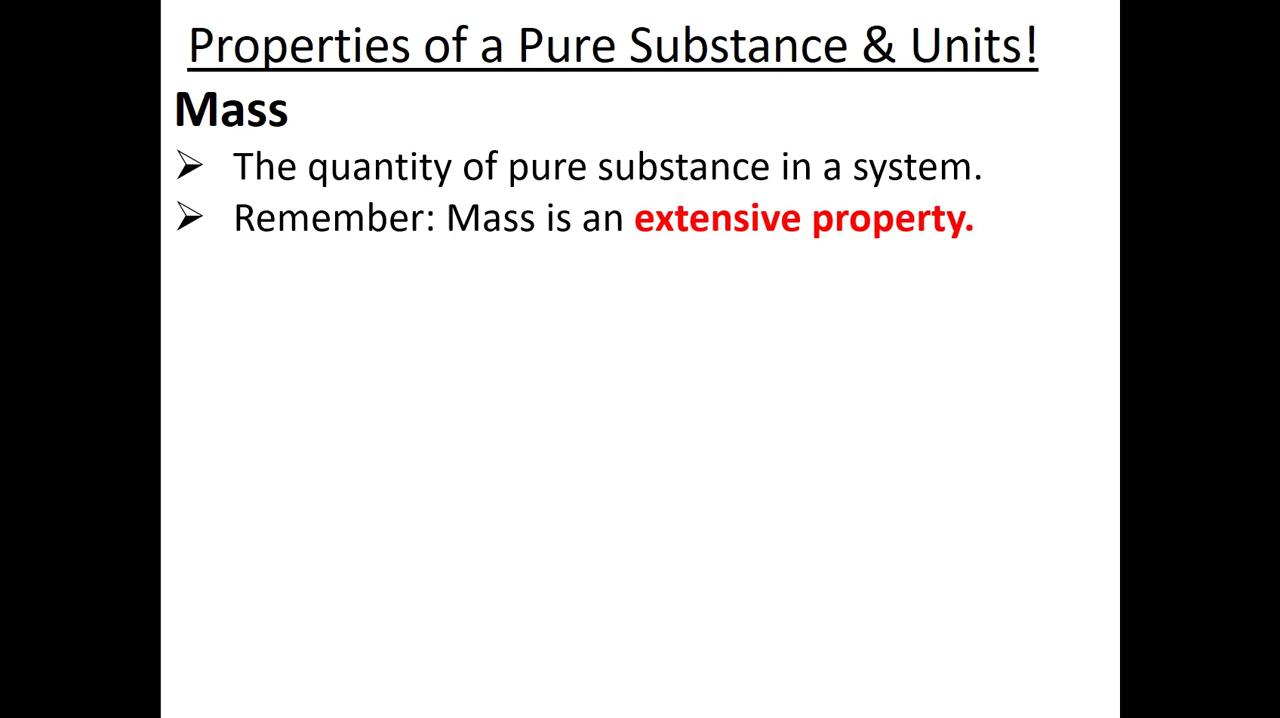 Properties of a Pure Substance & Units!
Mass
➢ The quantity of pure substance in a system.
➢ Remember: Mass is an extensive property.